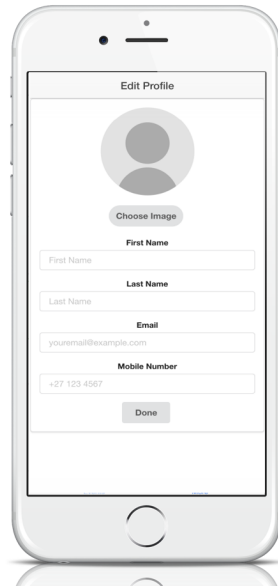 Edit Profile
Choose Image
First Name
First Name
Last Name
Last Name
Email
youremail@example.com
Mobile Number
+27 123 4567
Done